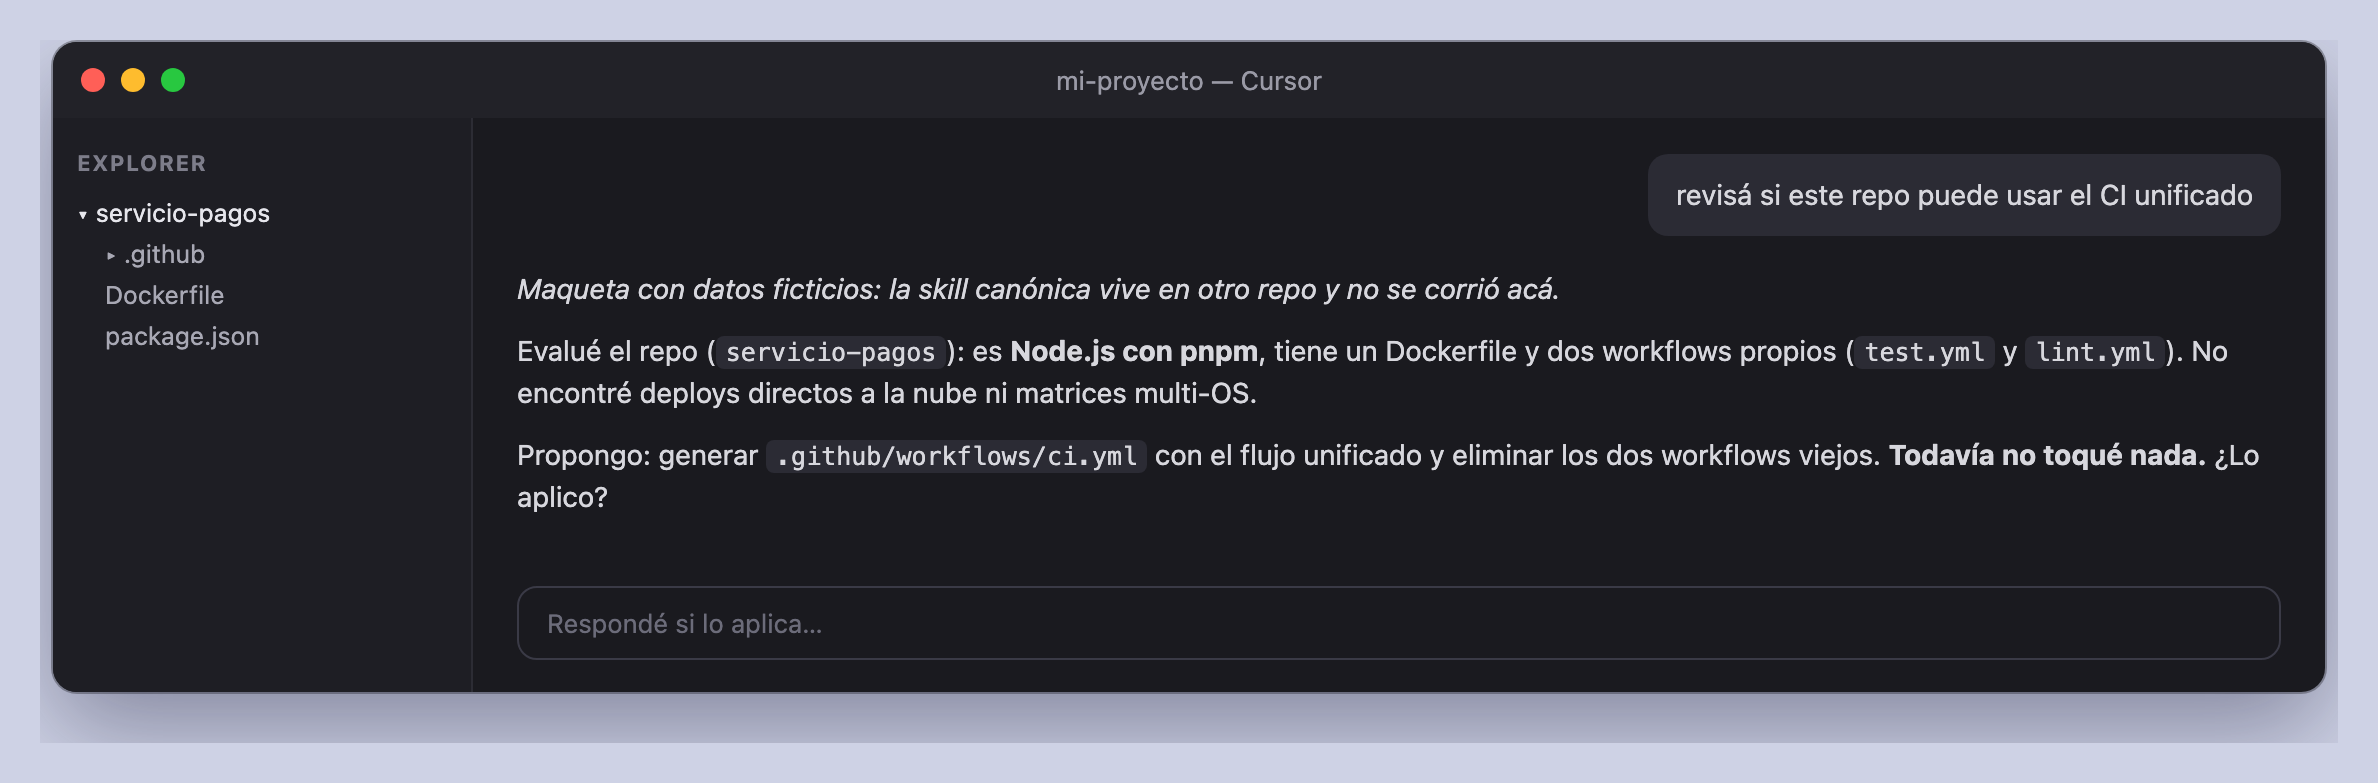 mi-proyecto — Cursor
EXPLORER
▾ servicio-pagos
▸ .github
Dockerfile
package.json
revisá si este repo puede usar el CI unificado
Maqueta con datos ficticios: la skill canónica vive en otro repo y no se corrió acá.
Evalué el repo ( servicio-pagos ): es Node.js con pnpm, tiene un Dockerfile y dos workflows propios ( test.yml y lint.yml ). No
encontré deploys directos a la nube ni matrices multi-OS.
Propongo: generar .github/workflows/ci.yml con el flujo unificado y eliminar los dos workflows viejos. Todavía no toqué nada. ¿Lo
aplico?
Respondé si lo aplica...